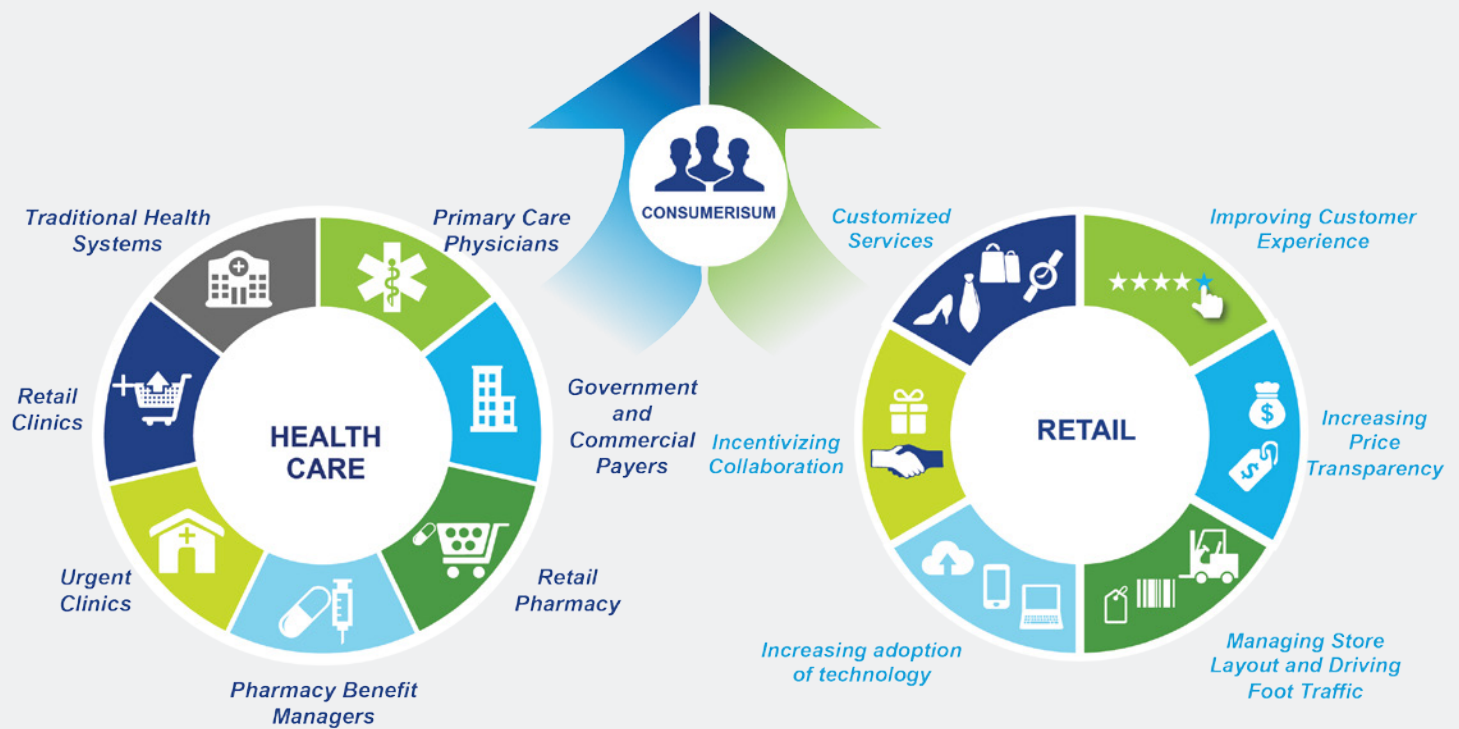 CONSUMERISUM
Traditional Health
Systems
Primary Care
Physicians
Retail
Clinics
HEALTH
CARE
Government
and
Commercial
Payers
Urgent
Clinics
Retail
Pharmacy
Pharmacy Benefit
Managers
Customized
Services
Improving Customer
Experience
Incentivizing
Collaboration
RETAIL
Increasing
Price
Transparency
$
$
Increasing adoption
of technology
Managing Store
Layout and Driving
Foot Traffic